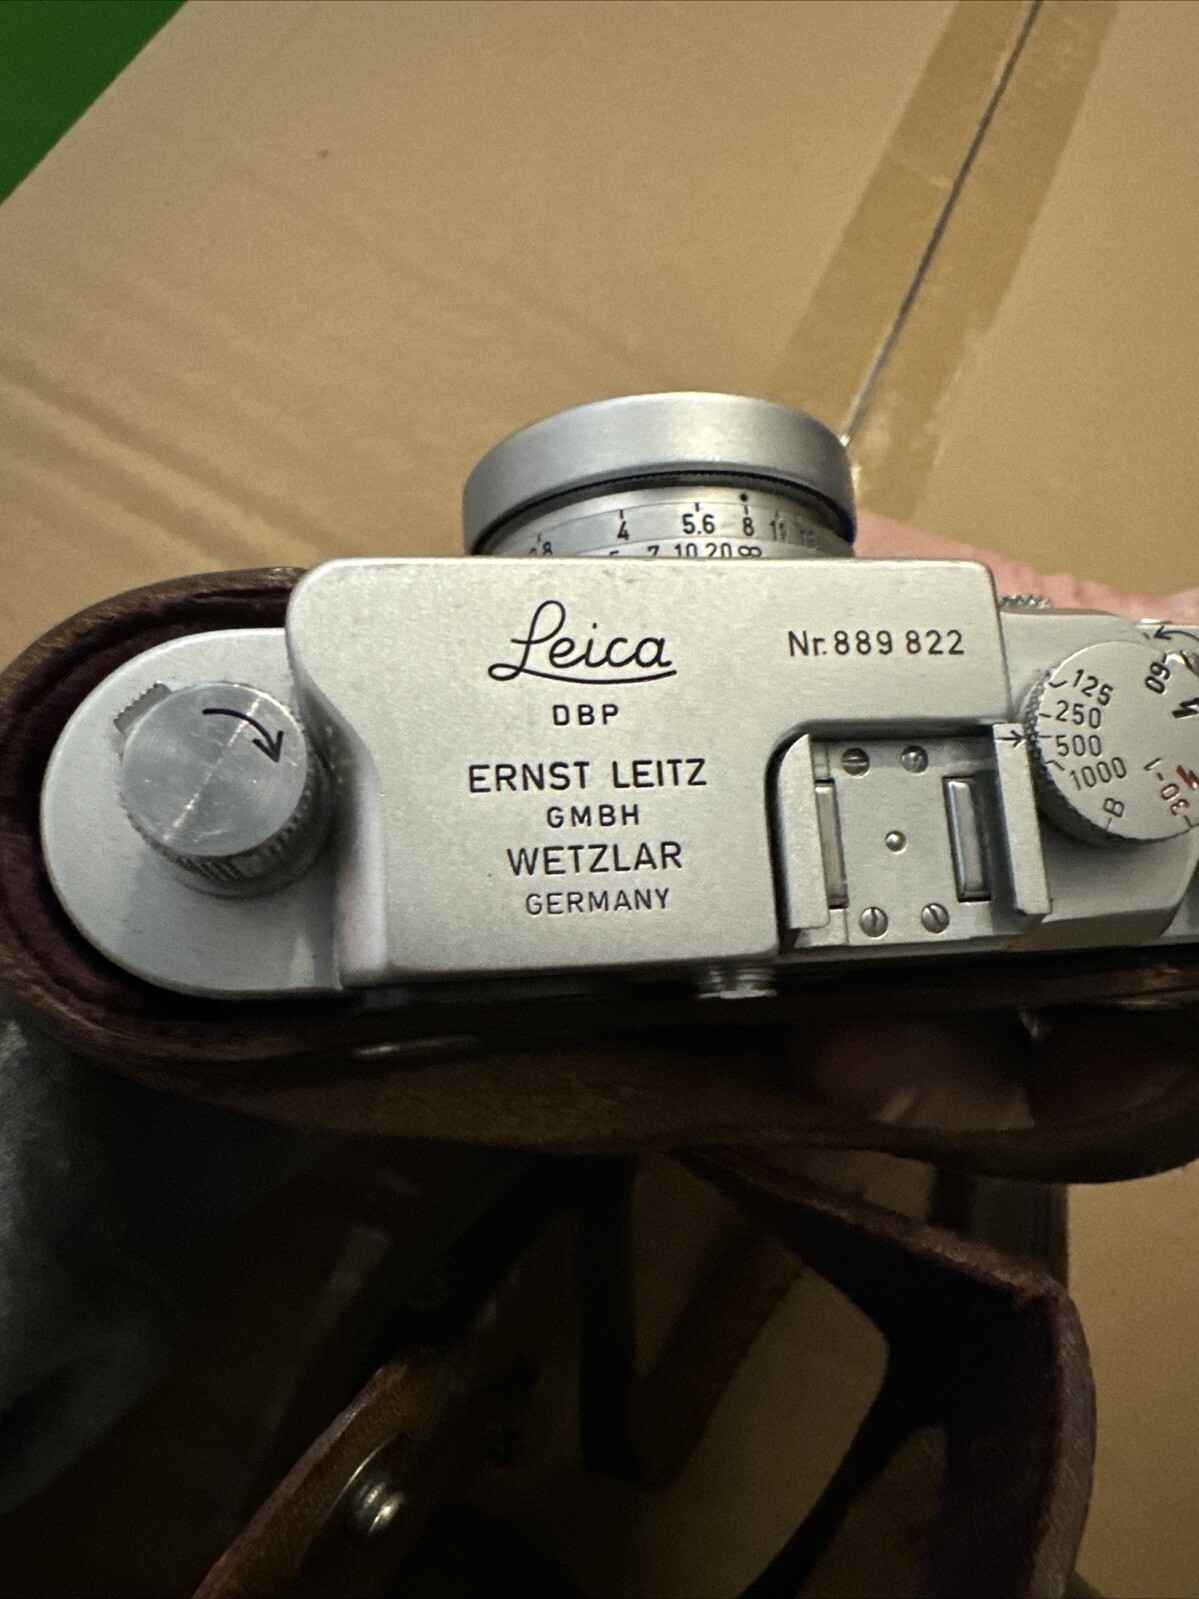 4 5.6 8 11
7 10 20 ∞
Leica
Nr. 889 822
DBP
ERNST LEITZ
GMBH
WETZLAR
GERMANY
60
125
250
500
1000
B
30-1